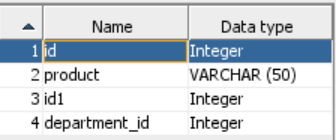 Name Data type
1 id Integer
2 product VARCHAR (50)
3 id1 Integer
4 department_id Integer